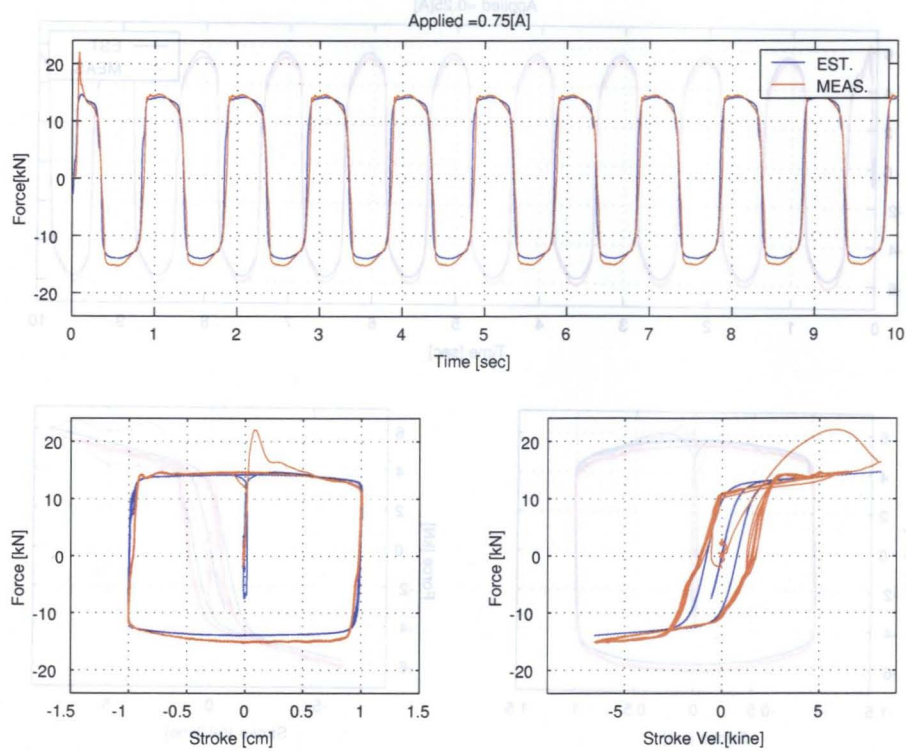 Applied =0.75[A]
20
10
0
-10
-20
Force[kN]
EST.
MEAS.
0 1 2 3 4 5 6 7 8 9 10
Time [sec]
20
10
0
-10
-20
Force [kN]
-1.5 -1 -0.5 0 0.5 1 1.5
Stroke [cm]
20
10
0
-10
-20
Force [kN]
-5 0 5
Stroke Vel.[kine]